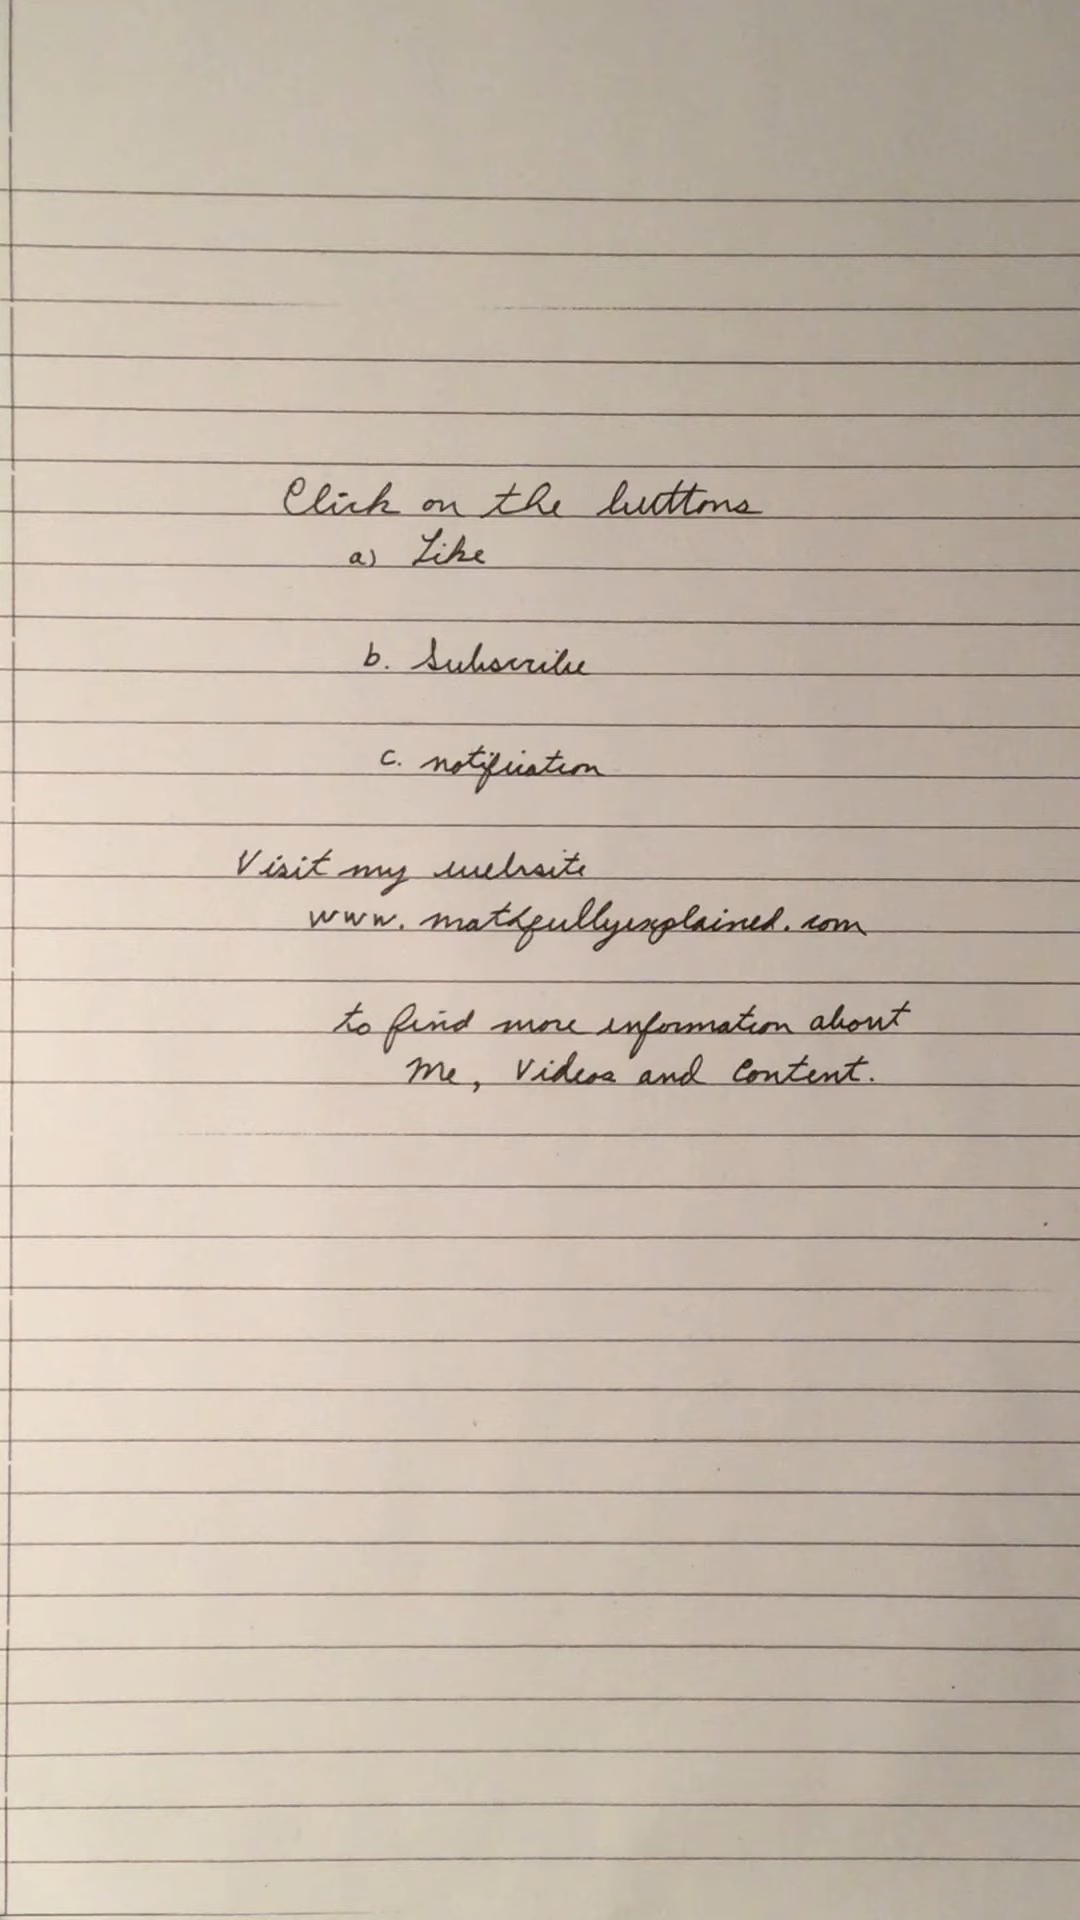 Click on the buttons
a) Like
b. Subscribe
c. notification
Visit my website
www.mathfullyexplained.com
to find more information about
Me, Videos and Content.